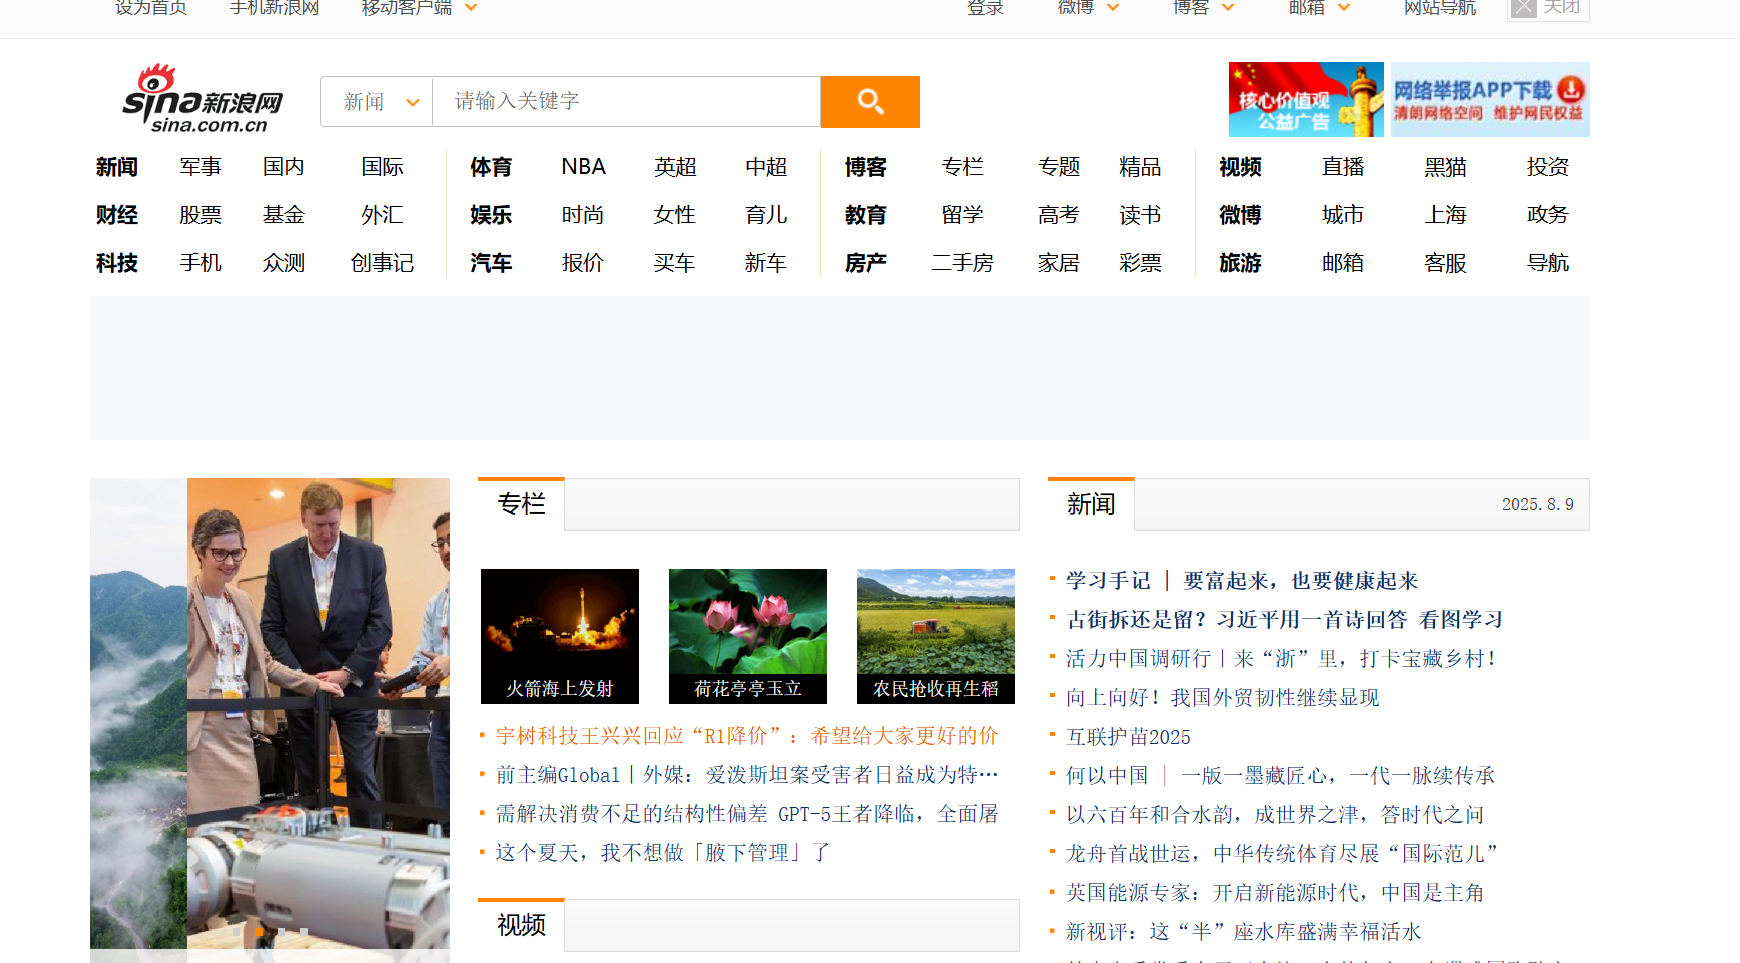 设为首页 手机新浪网 移动客户端 登录 微博 博客 邮箱 网站导航 关闭
sina新浪网
sina.com.cn
新闻 请输入关键字
核心价值观
公益广告
网络举报APP下载
清朗网络空间 维护网民权益
新闻 军事 国内 国际 体育 NBA 英超 中超 博客 专栏 专题 精品 视频 直播 黑猫 投资
财经 股票 基金 外汇 娱乐 时尚 女性 育儿 教育 留学 高考 读书 微博 城市 上海 政务
科技 手机 众测 创事记 汽车 报价 买车 新车 房产 二手房 家居 彩票 旅游 邮箱 客服 导航
专栏
火箭海上发射 荷花亭亭玉立 农民抢收再生稻
宇树科技王兴兴回应“R1降价”：希望给大家更好的价
前主编Global丨外媒：爱泼斯坦案受害者日益成为特…
需解决消费不足的结构性偏差 GPT-5王者降临，全面屠
这个夏天，我不想做「腋下管理」了
视频
新闻 2025.8.9
学习手记 | 要富起来，也要健康起来
古街拆还是留？习近平用一首诗回答 看图学习
活力中国调研行丨来“浙”里，打卡宝藏乡村！
向上向好！我国外贸韧性继续显现
互联护苗2025
何以中国 | 一版一墨藏匠心，一代一脉续传承
以六百年和合水韵，成世界之津，答时代之问
龙舟首战世运，中华传统体育尽展“国际范儿”
英国能源专家：开启新能源时代，中国是主角
新视评：这“半”座水库盛满幸福活水